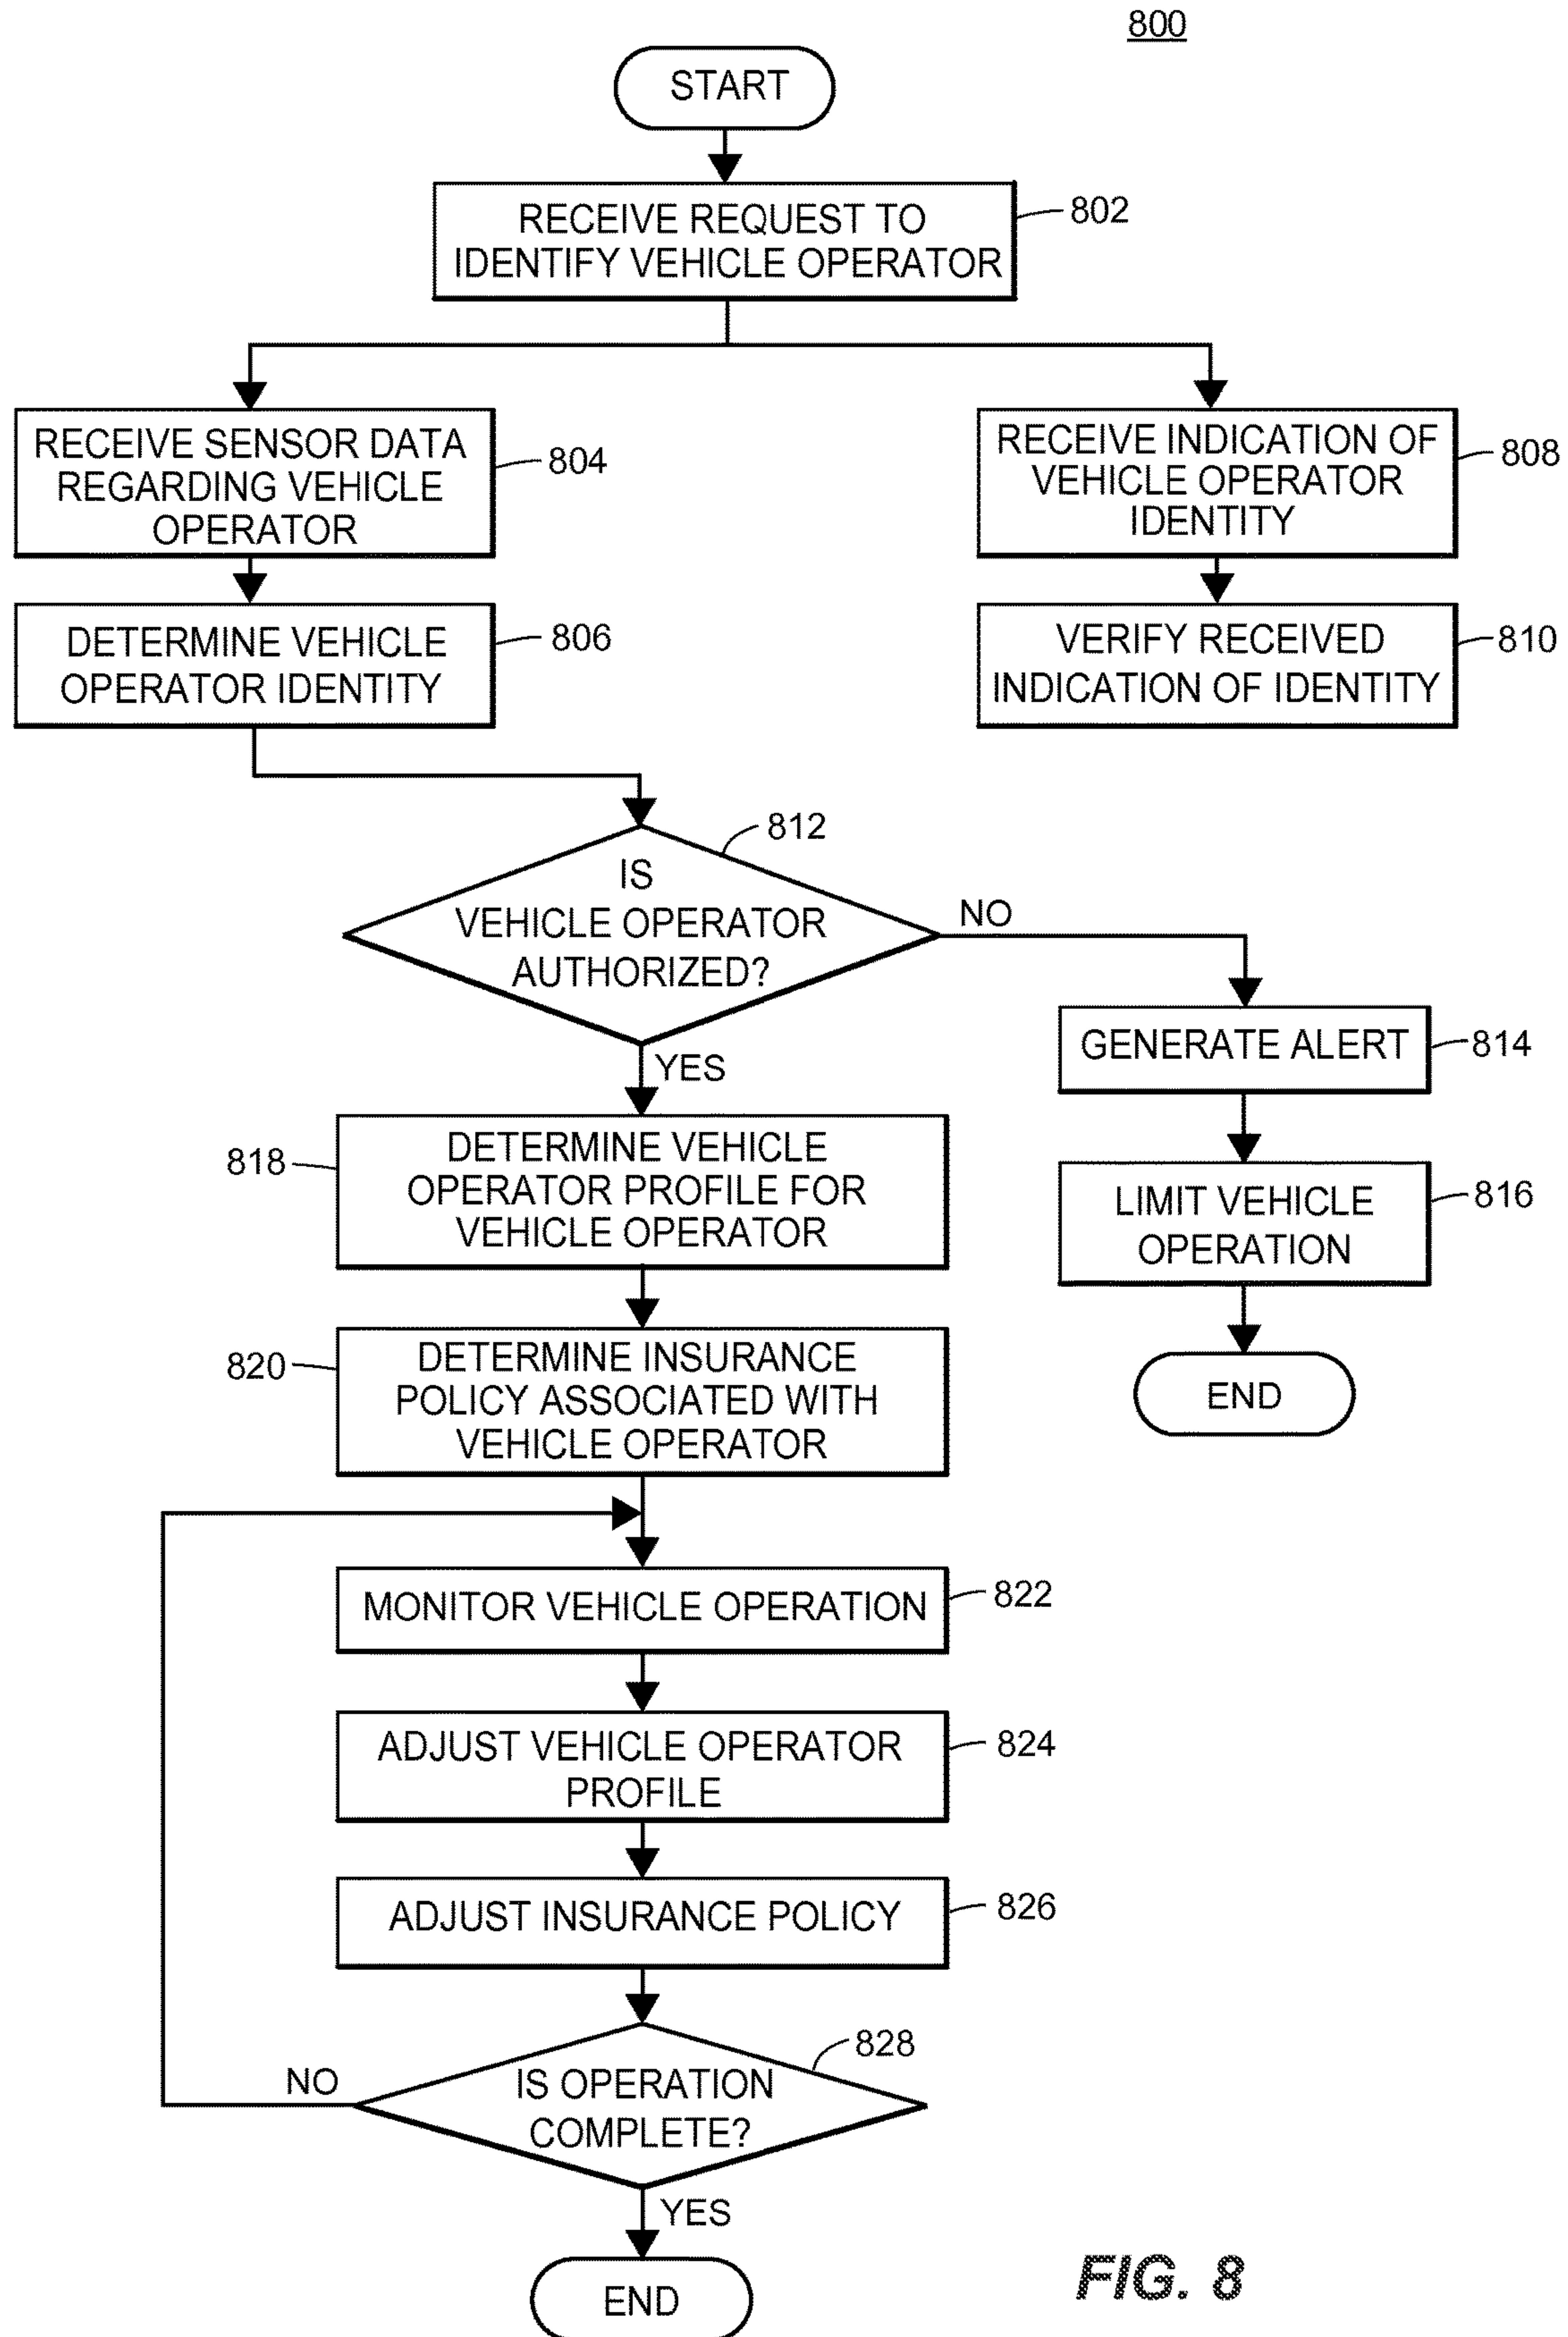 800
START
RECEIVE REQUEST TO
IDENTIFY VEHICLE OPERATOR
802
RECEIVE SENSOR DATA
REGARDING VEHICLE
OPERATOR
804
RECEIVE INDICATION OF
VEHICLE OPERATOR
IDENTITY
808
DETERMINE VEHICLE
OPERATOR IDENTITY
806
VERIFY RECEIVED
INDICATION OF IDENTITY
810
812
IS
VEHICLE OPERATOR
AUTHORIZED?
NO
YES
GENERATE ALERT
814
LIMIT VEHICLE
OPERATION
816
END
818
DETERMINE VEHICLE
OPERATOR PROFILE FOR
VEHICLE OPERATOR
820
DETERMINE INSURANCE
POLICY ASSOCIATED WITH
VEHICLE OPERATOR
MONITOR VEHICLE OPERATION
822
ADJUST VEHICLE OPERATOR
PROFILE
824
ADJUST INSURANCE POLICY
826
828
IS OPERATION
COMPLETE?
NO
YES
END
FIG. 8